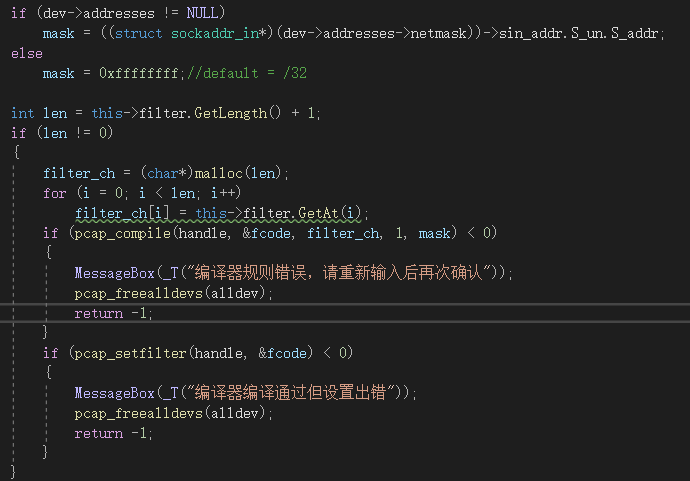 if (dev->addresses != NULL)
mask = ((struct sockaddr_in*)(dev->addresses->netmask))->sin_addr.S_un.S_addr;
else
mask = 0xffffffff;//default = /32
int len = this->filter.GetLength() + 1;
if (len != 0)
{
filter_ch = (char*)malloc(len);
for (i = 0; i < len; i++)
filter_ch[i] = this->filter.GetAt(i);
if (pcap_compile(handle, &fcode, filter_ch, 1, mask) < 0)
{
MessageBox(_T("编译器规则错误，请重新输入后再次确认"));
pcap_freealldevs(alldev);
return -1;
}
if (pcap_setfilter(handle, &fcode) < 0)
{
MessageBox(_T("编译器编译通过但设置出错"));
pcap_freealldevs(alldev);
return -1;
}
}